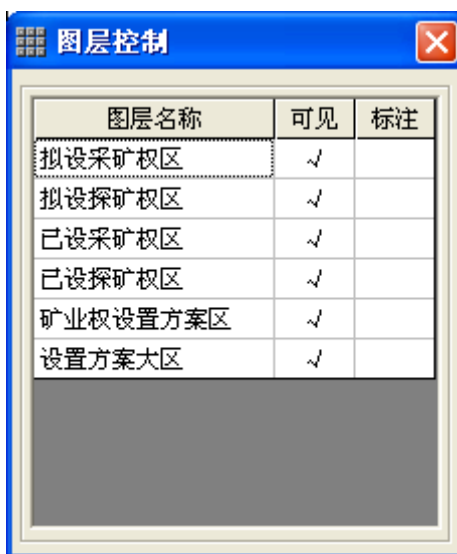 图层控制
图层名称 可见 标注
拟设采矿权区 √
拟设探矿权区 √
已设采矿权区 √
已设探矿权区 √
矿业权设置方案区 √
设置方案大区 √